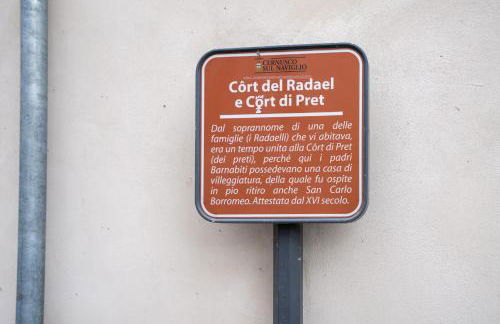 CERNUSCO
SUL NAVIGLIO
Côrt del Radael
e Côrt di Pret
Dal soprannome di una delle
famiglie (i Radaelli) che vi abitava,
era un tempo unita alla Côrt di Pret
(dei preti), perché qui i padri
Barnabiti possedevano una casa di
villeggiatura, della quale fu ospite
in pio ritiro anche San Carlo
Borromeo. Attestata dal XVI secolo.